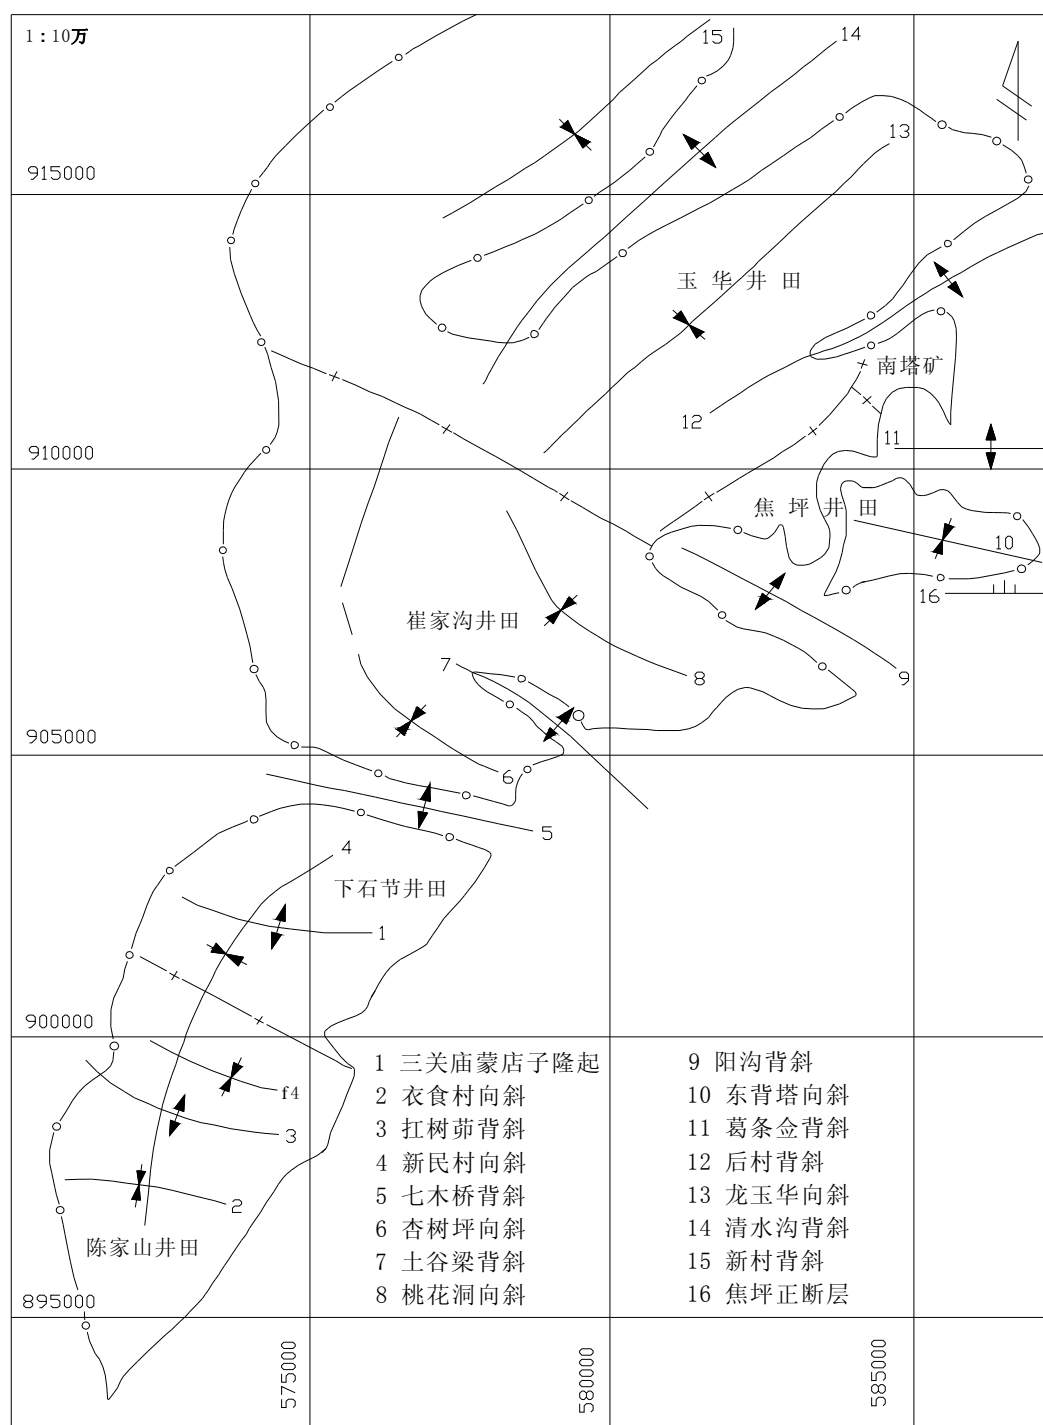 1:10万
15
14
13
915000
玉华井田
南塔矿
12
11
910000
焦坪井田
10
16
崔家沟井田
7
8
9
905000
6
5
4
下石节井田
1
900000
f4
3
2
陈家山井田
895000
575000
580000
585000
1 三关庙蒙店子隆起
2 衣食村向斜
3 扛树茆背斜
4 新民村向斜
5 七木桥背斜
6 杏树坪向斜
7 土谷梁背斜
8 桃花洞向斜
9 阳沟背斜
10 东背塔向斜
11 葛条佥背斜
12 后村背斜
13 龙玉华向斜
14 清水沟背斜
15 新村背斜
16 焦坪正断层